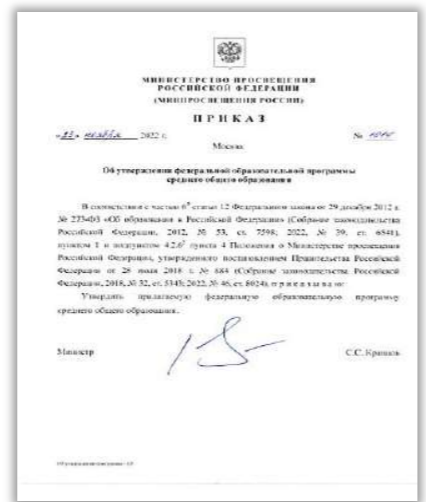 МИНИСТЕРСТВО ПРОСВЕЩЕНИЯ
РОССИЙСКОЙ ФЕДЕРАЦИИ
(МИНПРОСВЕЩЕНИЯ РОССИИ)
ПРИКАЗ
«23» ноября 2022 г. №
Москва
Об утверждении федеральной образовательной программы
среднего общего образования
В соответствии с частью 6 статьи 12 Федерального закона от 29 декабря 2012 г.
№ 273-ФЗ «Об образовании в Российской Федерации» (Собрание законодательства
Российской Федерации, 2012, № 53, ст. 7598; 2022, № 39, ст. 6541),
пунктом 1 и подпунктом 4.2.6 пункта 4 Положения о Министерстве просвещения
Российской Федерации, утвержденного постановлением Правительства Российской
Федерации от 28 июля 2018 г. № 884 (Собрание законодательства Российской
Федерации, 2018, № 32, ст. 5343; 2022, № 46, ст. 8024), п р и к а з ы в а ю:
Утвердить прилагаемую федеральную образовательную программу
среднего общего образования.
Министр С.С. Кравцов